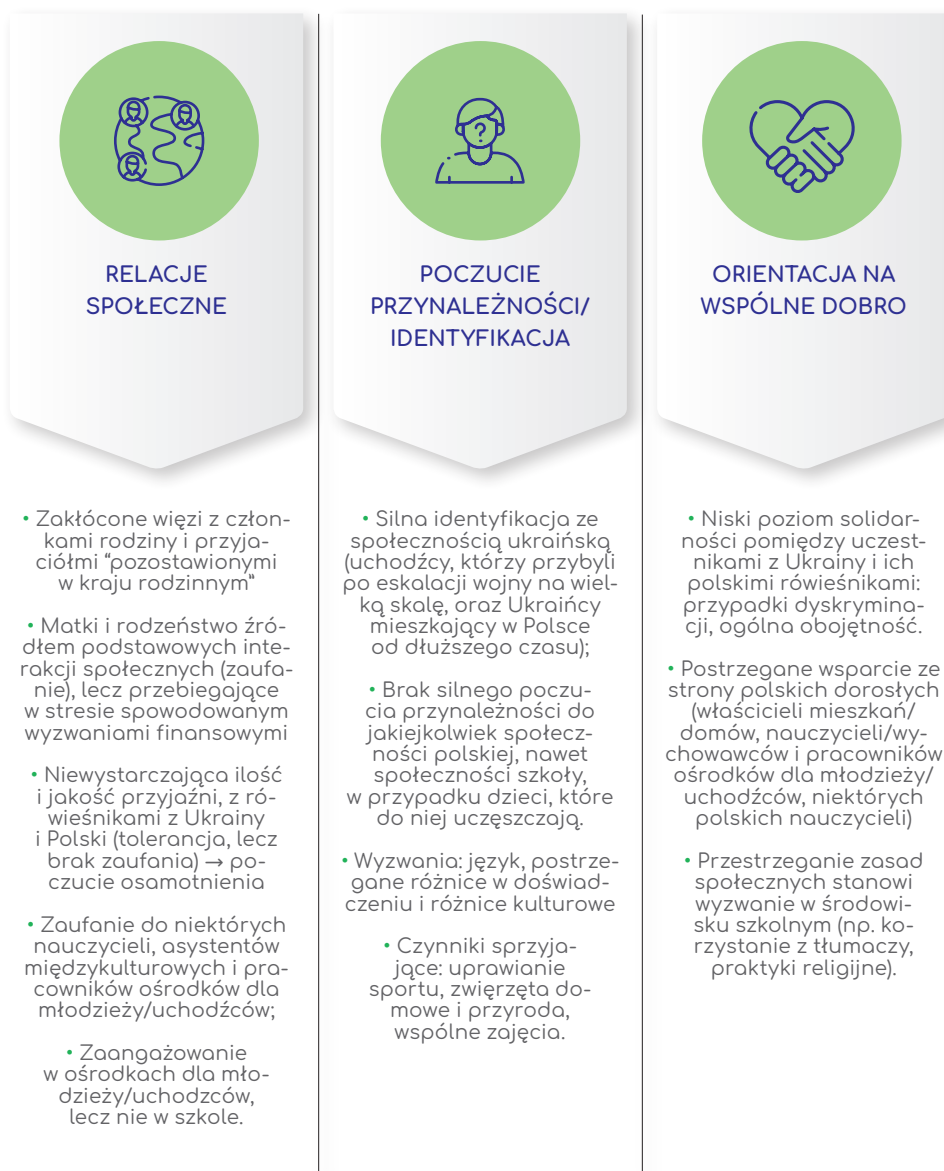 RELACJE
SPOŁECZNE
• Zakłócone więzi z człon-
kami rodziny i przyja-
ciółmi “pozostawionymi
w kraju rodzinnym”
• Matki i rodzeństwo źró-
dłem podstawowych inte-
rakcji społecznych (zaufa-
nie), lecz przebiegające
w stresie spowodowanym
wyzwaniami finansowymi
• Niewystarczająca ilość
i jakość przyjaźni, z ró-
wieśnikami z Ukrainy
i Polski (tolerancja, lecz
brak zaufania) → po-
czucie osamotnienia
• Zaufanie do niektórych
nauczycieli, asystentów
międzykulturowych i pra-
cowników ośrodków dla
młodzieży/uchodźców;
• Zaangażowanie
w ośrodkach dla mło-
dzieży/uchodzców,
lecz nie w szkole.
POCZUCIE
PRZYNALEŻNOŚCI/
IDENTYFIKACJA
• Silna identyfikacja ze
społecznością ukraińską
(uchodźcy, którzy przybyli
po eskalacji wojny na wiel-
ką skalę, oraz Ukraińcy
mieszkający w Polsce
od dłuższego czasu);
• Brak silnego poczu-
cia przynależności do
jakiejkolwiek społecz-
ności polskiej, nawet
społeczności szkoły,
w przypadku dzieci, które
do niej uczęszczają.
• Wyzwania: język, postrze-
gane różnice w doświad-
czeniu i różnice kulturowe
• Czynniki sprzyja-
jące: uprawianie
sportu, zwięrzęta do-
mowe i przyroda,
wspólne zajęcia.
ORIENTACJA NA
WSPÓLNE DOBRO
• Niski poziom solidar-
ności pomiędzy uczest-
nikami z Ukrainy i ich
polskimi rówieśnikami:
przypadki dyskrymina-
cji, ogólna obojętność.
• Postrzegane wsparcie ze
strony polskich dorosłych
(właścicieli mieszkań/
domów, nauczycieli/wy-
chowawców i pracowników
ośrodków dla młodzieży/
uchodźców, niektórych
polskich nauczycieli)
• Przestrzeganie zasad
społecznych stanowi
wyzwanie w środowi-
sku szkolnym (np. ko-
rzystanie z tłumaczy,
praktyki religijne).